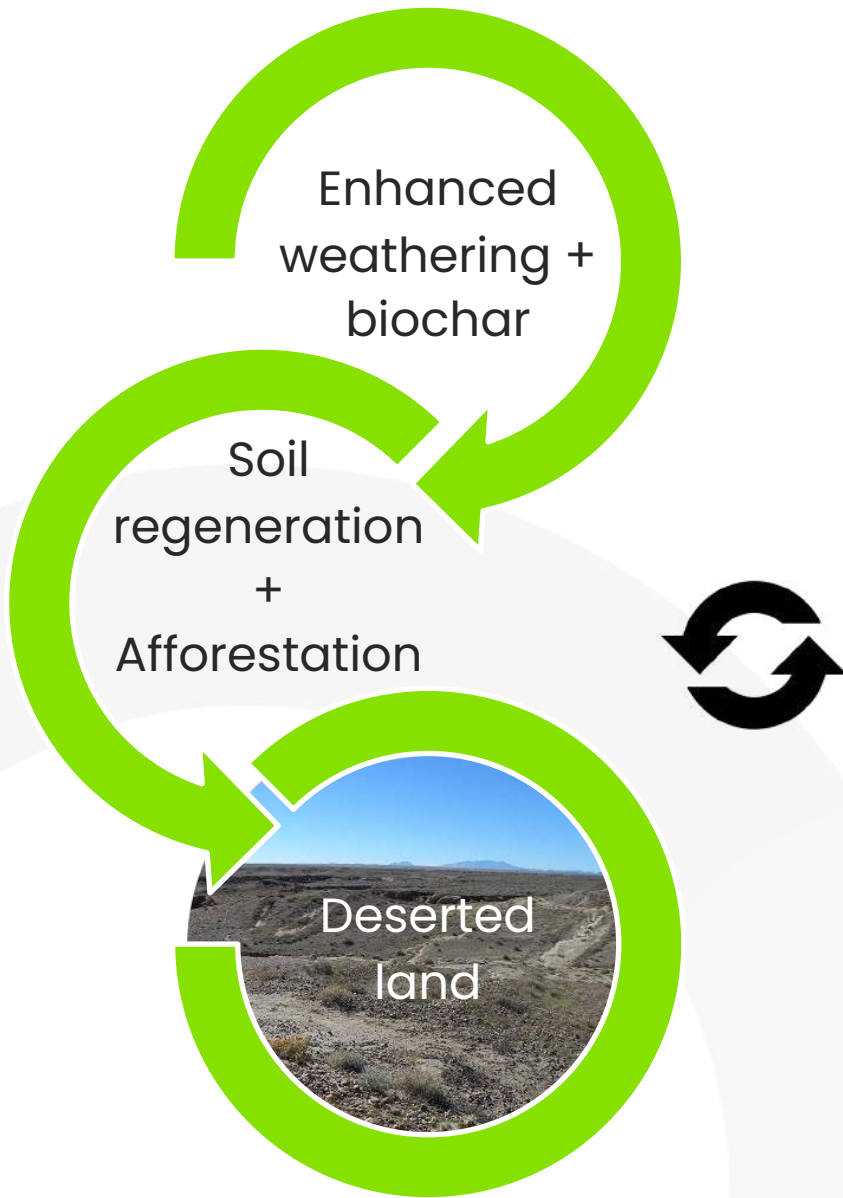 Enhanced
weathering +
biochar
Soil
regeneration
+
Afforestation
Deserted
land